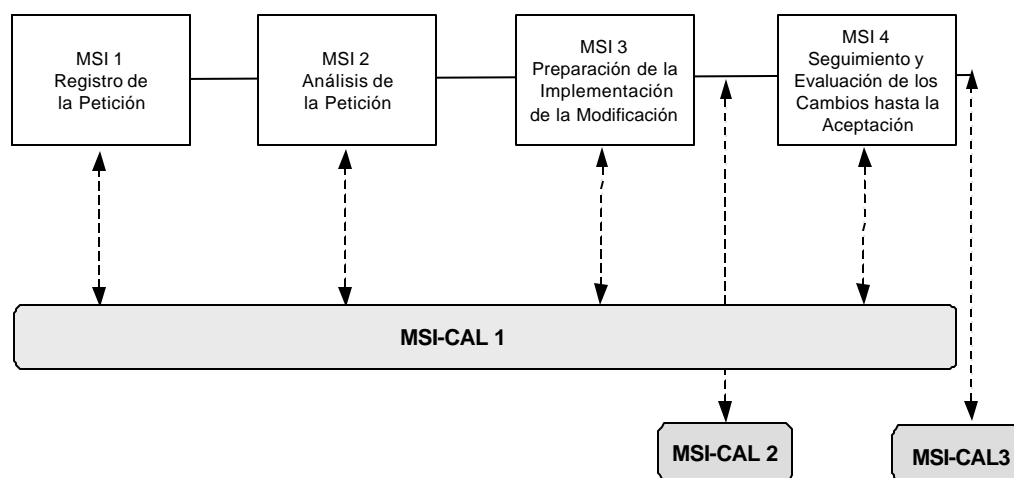 MSI 1
Registro de
la Petición
MSI 2
Análisis de
la Petición
MSI 3
Preparación de la
Implementación
de la Modificación
MSI 4
Seguimiento y
Evaluación de los
Cambios hasta la
Aceptación
MSI-CAL 1
MSI-CAL 2
MSI-CAL3